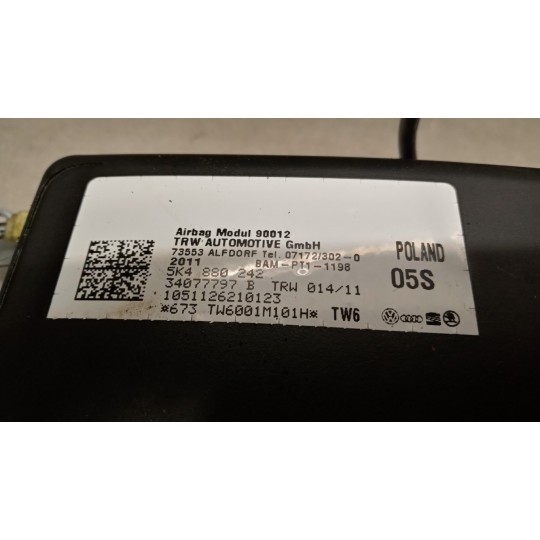 Airbag Modul 90012
TRW AUTOMOTIVE GmbH
73553 ALFDORF Tel. 07172/302-0
2011 BAM-PT1-1198
5K4 880 242
34077797 B TRW 014/11
1051126210123
*673 TW6001M101H* TW6
POLAND
05S